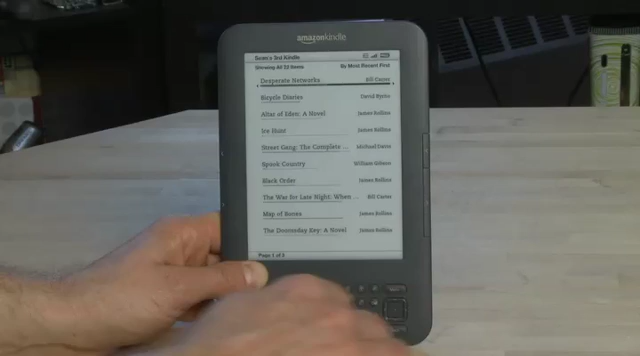 amazonkindle
Sean's 3rd Kindle
Showing All 22 Items By Most Recent First
Desperate Networks Bill Carter
Bicycle Diaries David Byrne
Altar of Eden: A Novel James Rollins
Ice Hunt James Rollins
Street Gang: The Complete ... Michael Davis
Spook Country William Gibson
Black Order James Rollins
The War for Late Night: When ... Bill Carter
Map of Bones James Rollins
The Doomsday Key: A Novel James Rollins
Page 1 of 3